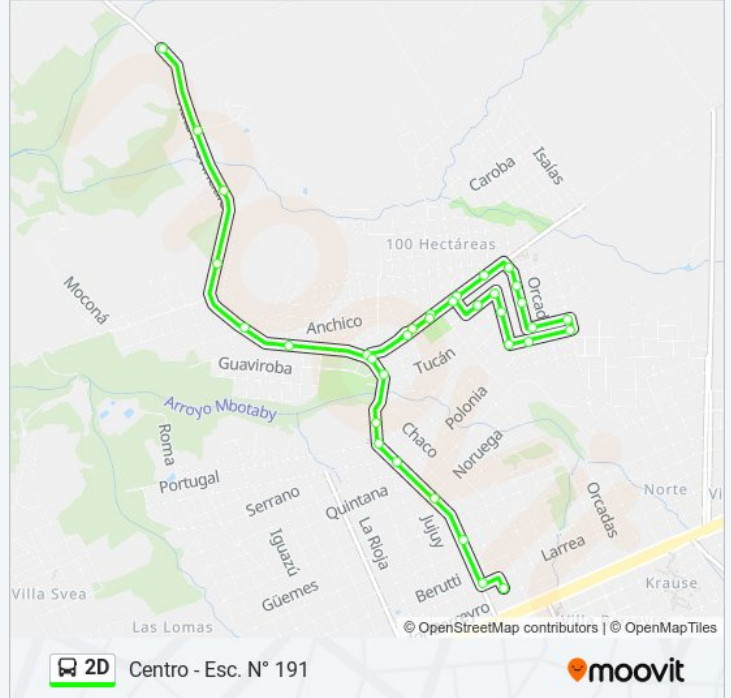 Caroba
Isaías
100 Hectáreas
Orcad
Moconá
Anchico
Guaviroba
Tucán
Arroyo Mbotaby
Polonia
Chaco
Roma
Noruega
Portugal
Serrano
Quintana
Orcadas
Norte
Vi
La Rioja
Jujuy
Iguazú
Larrea
Berutti
Krause
Villa Svea
Güemes
Las Lomas
© OpenStreetMap contributors | © OpenMapTiles
2D Centro - Esc. N° 191
moovit